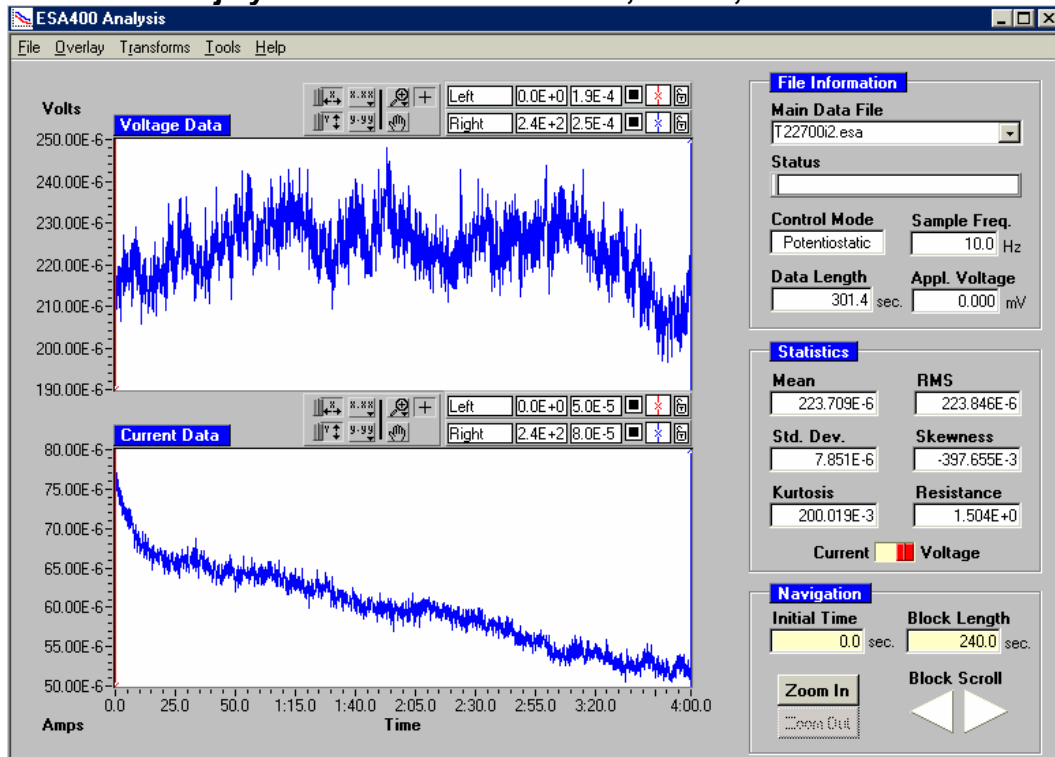 ESA400 Analysis
File Overlay Transforms Tools Help
Volts
Voltage Data
Left 0.0E+0 1.9E-4
Right 2.4E+2 2.5E-4
250.00E-6
240.00E-6
230.00E-6
220.00E-6
210.00E-6
200.00E-6
190.00E-6
Current Data
Left 0.0E+0 5.0E-5
Right 2.4E+2 8.0E-5
80.00E-6
75.00E-6
70.00E-6
65.00E-6
60.00E-6
55.00E-6
50.00E-6
0.0 25.0 50.0 1:15.0 1:40.0 2:05.0 2:30.0 2:55.0 3:20.0 4:00.0
Amps Time
File Information
Main Data File
T22700i2.esa
Status
Control Mode Sample Freq.
Potentiostatic 10.0 Hz
Data Length Appl. Voltage
301.4 sec. 0.000 mV
Statistics
Mean RMS
223.709E-6 223.846E-6
Std. Dev. Skewness
7.851E-6 -397.655E-3
Kurtosis Resistance
200.019E-3 1.504E+0
Current Voltage
Navigation
Initial Time Block Length
0.0 sec. 240.0 sec.
Zoom In Block Scroll
Zoom Out